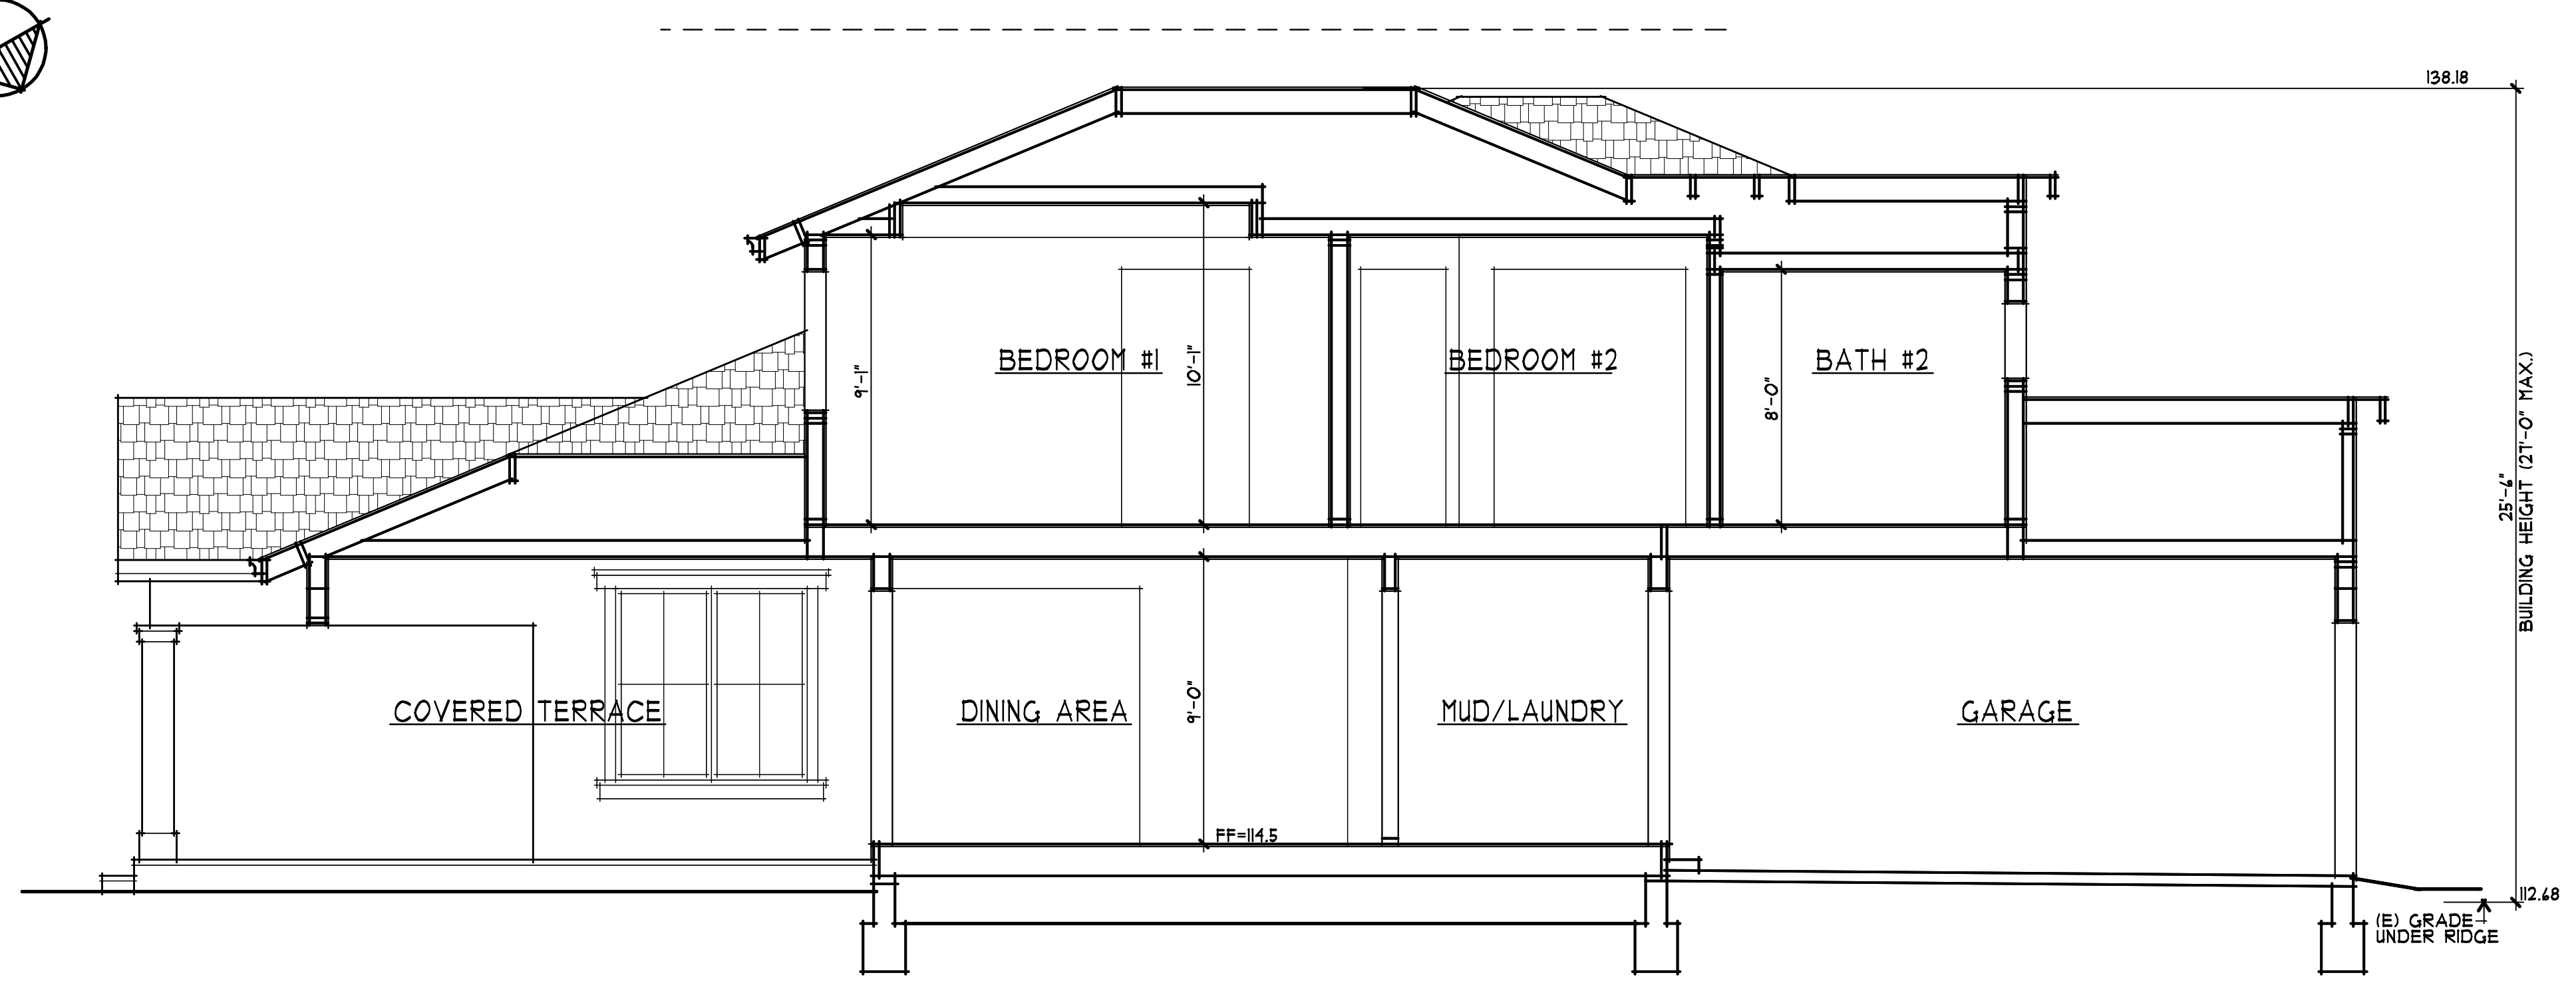 138.18
BEDROOM #1
BEDROOM #2
BATH #2
9'-1"
10'-1"
8'-0"
25'-6"
BUILDING HEIGHT (27'-0" MAX.)
COVERED TERRACE
DINING AREA
MUD/LAUNDRY
GARAGE
9'-0"
FF=114.5
112.68
(E) GRADE
UNDER RIDGE